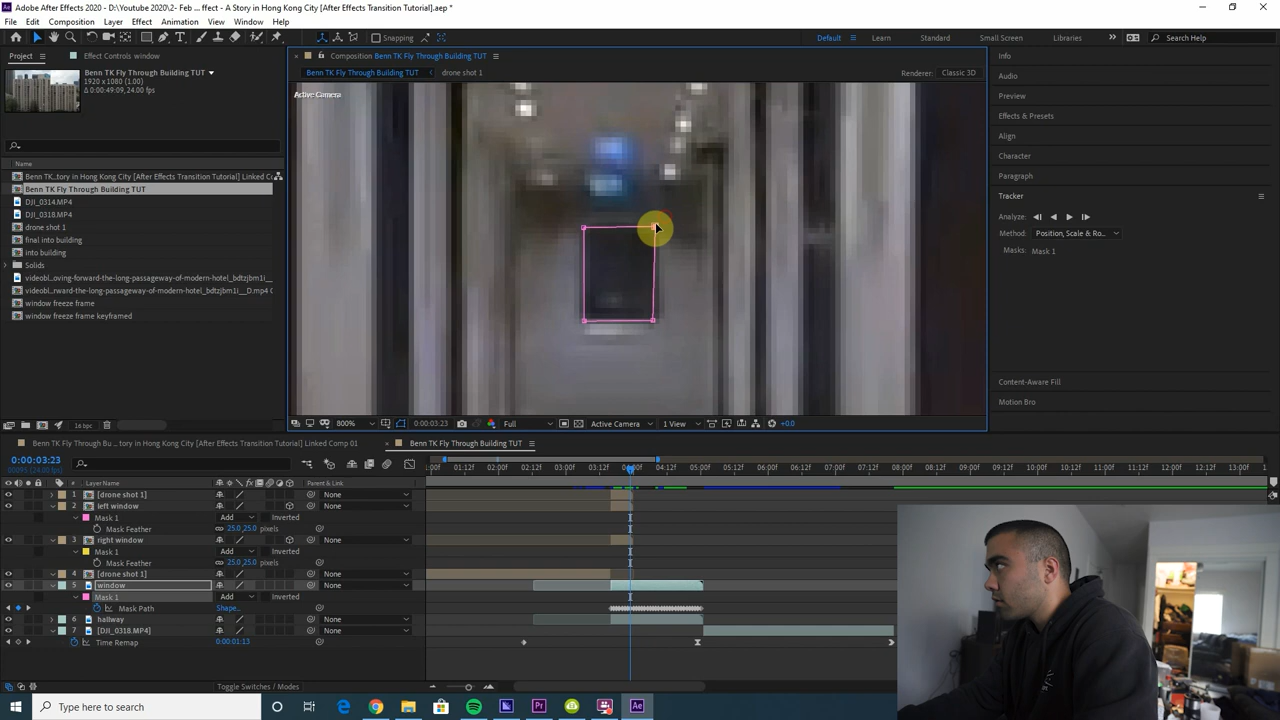 Adobe After Effects 2020 - D:\Youtube 2020\2- Feb ... ffect - A Story in Hong Kong City [After Effects Transition Tutorial].aep *
File Edit Composition Layer Effect Animation View Window Help
Snapping
Default Learn Standard Small Screen Libraries Search Help
Project Effect Controls window
Composition Benn TK Fly Through Building TUT
Info
Benn TK Fly Through Building TUT
1920 x 1080 (1.00)
Δ 0:00:49:09, 24.00 fps
Benn TK Fly Through Building TUT drone shot 1
Renderer: Classic 3D
Active Camera
Audio
Preview
Effects & Presets
Align
Character
Paragraph
Tracker
Analyze:
Method: Position, Scale & Ro...
Masks: Mask 1
Content-Aware Fill
Motion Bro
Name
Benn TK...tory in Hong Kong City [After Effects Transition Tutorial] Linked Co
Benn TK Fly Through Building TUT
DJI_0314.MP4
DJI_0318.MP4
drone shot 1
final into building
into building
Solids
videobl...oving-forward-the-long-passageway-of-modern-hotel_bdtzjbm1i__
videobl...rward-the-long-passageway-of-modern-hotel_bdtzjbm1i__D.mp4 C
window freeze frame
window freeze frame keyframed
16 bpc
800% 0:00:03:23 Full Active Camera 1 View +0.0
Benn TK Fly Through Bu ... tory in Hong Kong City [After Effects Transition Tutorial] Linked Comp 01
Benn TK Fly Through Building TUT
0:00:03:23
00095 (24.00 fps)
:00f 01:12f 02:00f 02:12f 03:00f 03:12f 04:00f 04:12f 05:00f 05:12f 06:00f 06:12f 07:00f 07:12f 08:00f 08:12f 09:00f 09:12f 10:00f 10:12f 11:00f 11:12f 12:00f 12:12f 13:00f 13:12f 14:0
# Layer Name Parent & Link
1 [drone shot 1] None
2 left window None
Mask 1 Add Inverted
Mask Feather 25.0,25.0 pixels
3 right window None
Mask 1 Add Inverted
Mask Feather 25.0,25.0 pixels
4 [drone shot 1] None
5 window None
Mask 1 Add Inverted
Mask Path Shape...
6 hallway None
7 [DJI_0318.MP4] None
Time Remap 0:00:01:13
Toggle Switches / Modes
Type here to search